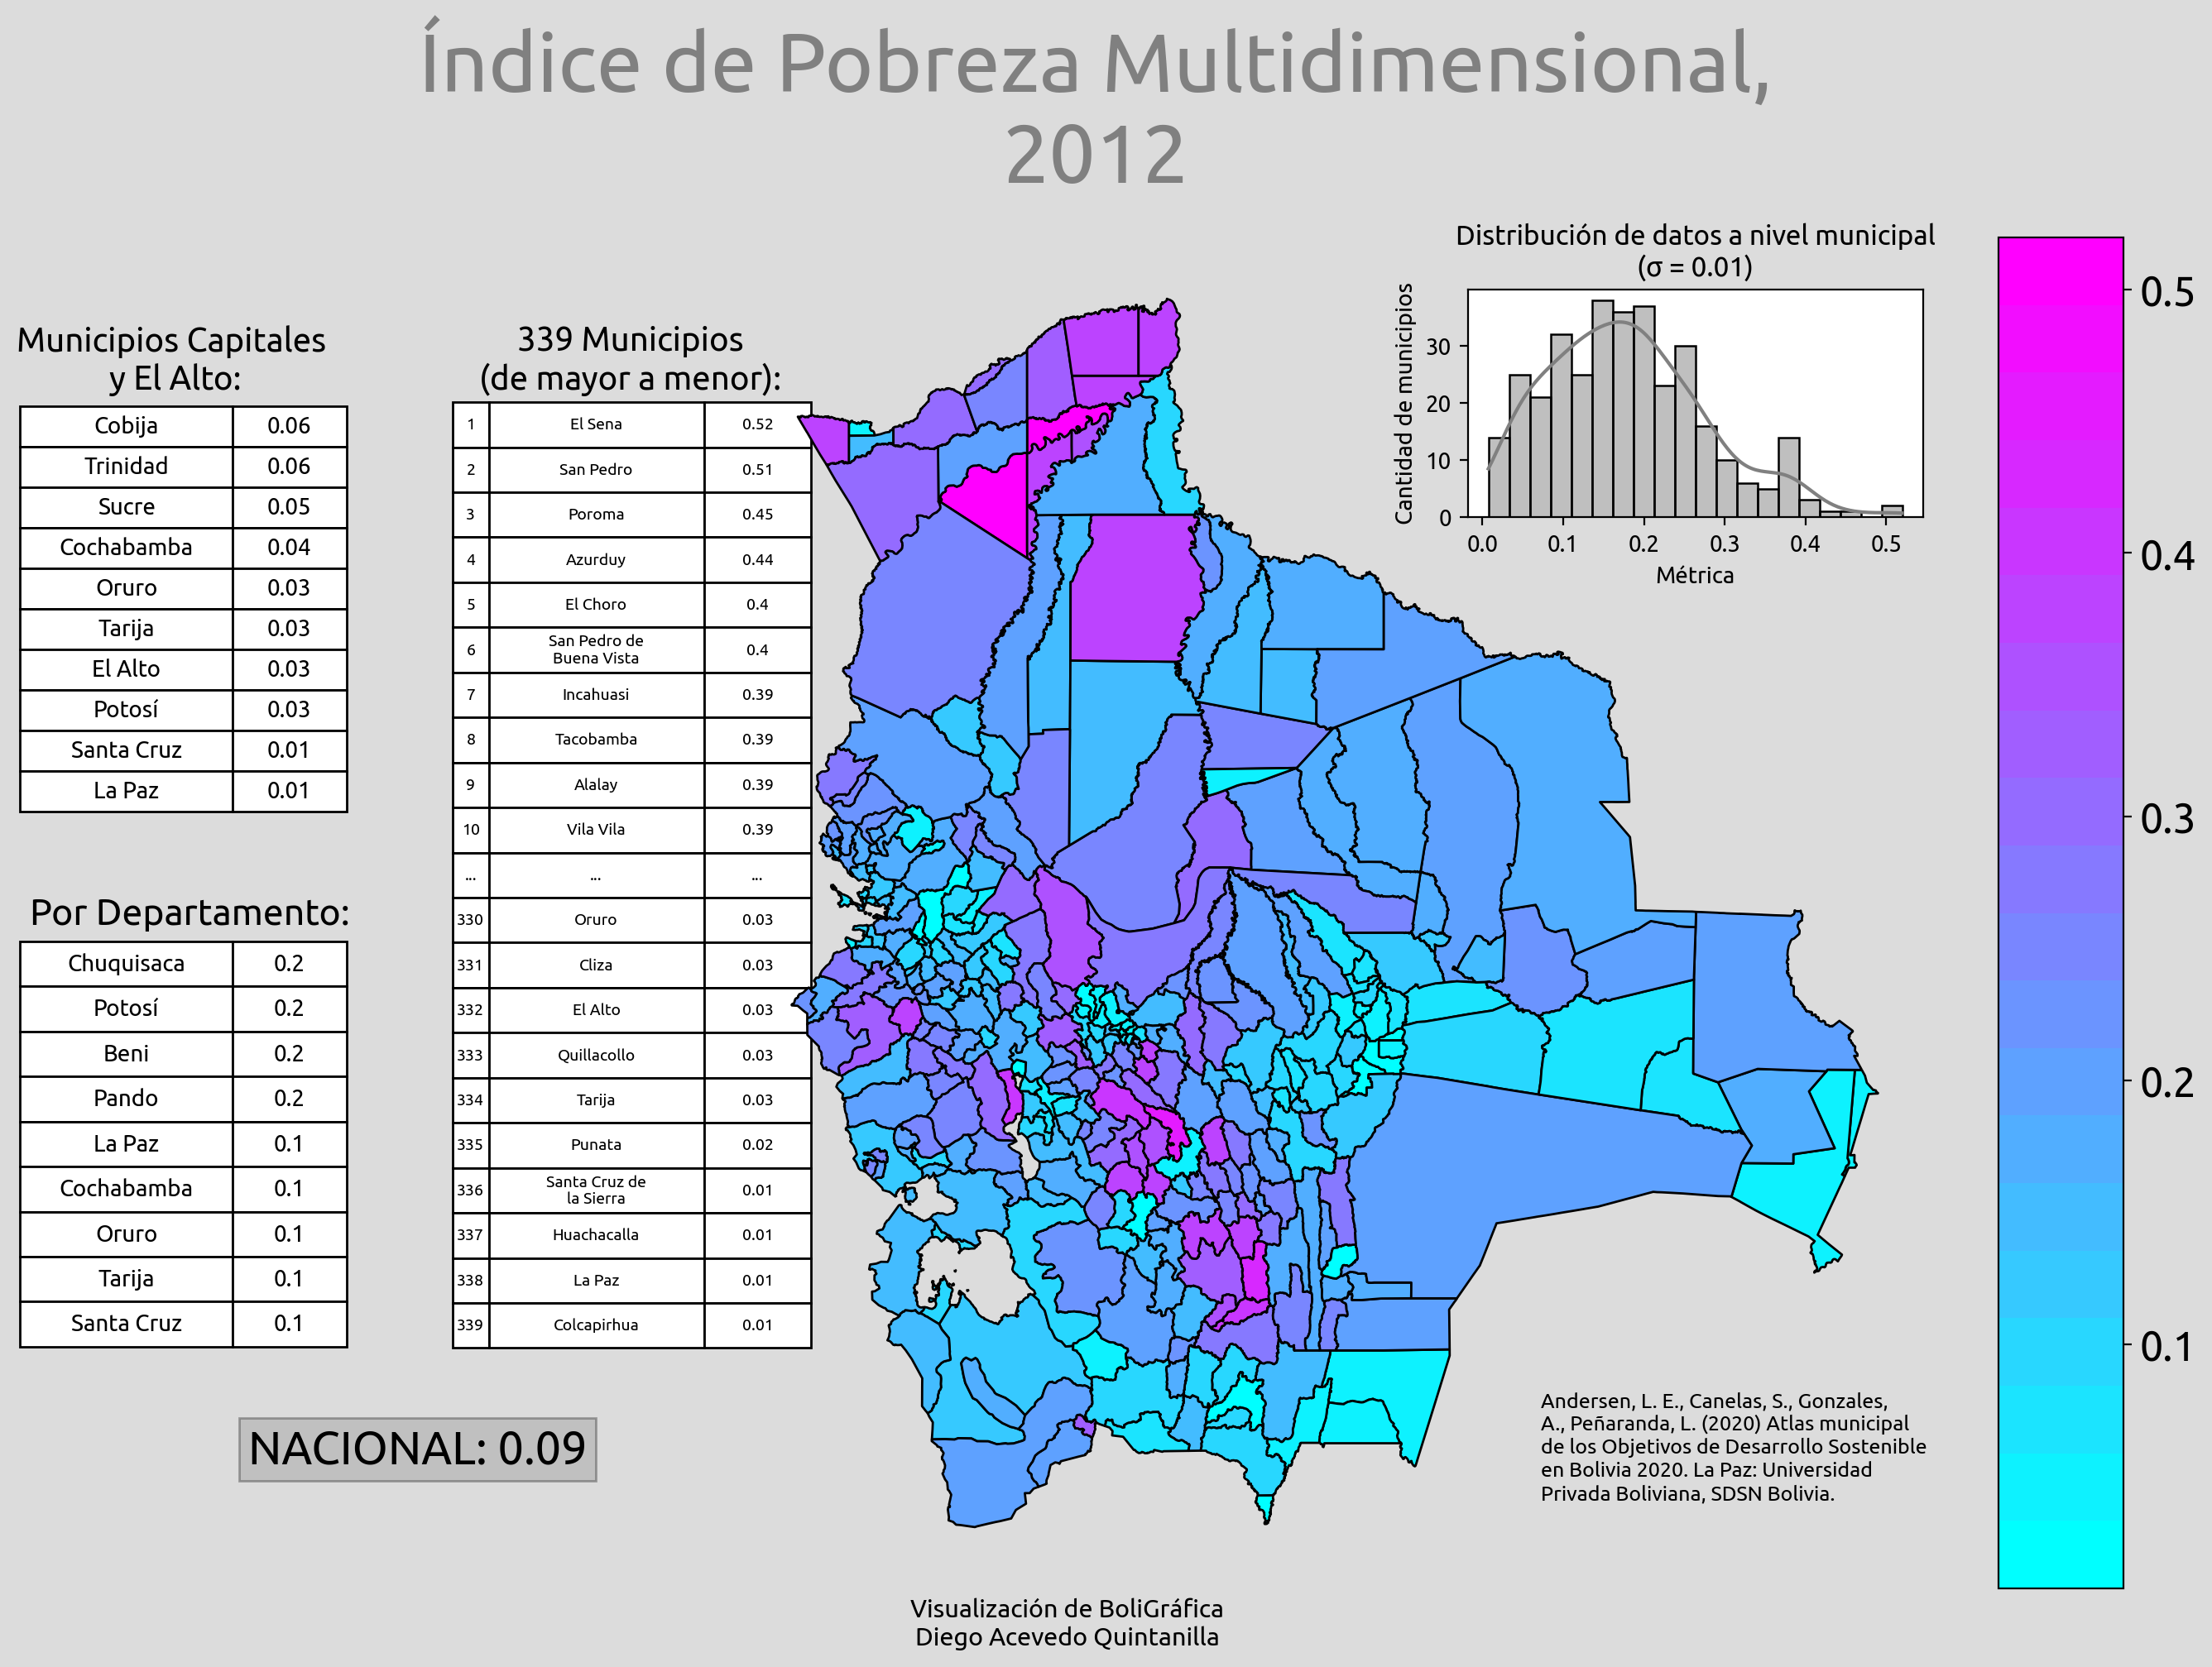 Índice de Pobreza Multidimensional,
2012
Municipios Capitales
y El Alto:
Cobija 0.06
Trinidad 0.06
Sucre 0.05
Cochabamba 0.04
Oruro 0.03
Tarija 0.03
El Alto 0.03
Potosí 0.03
Santa Cruz 0.01
La Paz 0.01
Por Departamento:
Chuquisaca 0.2
Potosí 0.2
Beni 0.2
Pando 0.2
La Paz 0.1
Cochabamba 0.1
Oruro 0.1
Tarija 0.1
Santa Cruz 0.1
NACIONAL: 0.09
339 Municipios
(de mayor a menor):
1 El Sena 0.52
2 San Pedro 0.51
3 Poroma 0.45
4 Azurduy 0.44
5 El Choro 0.4
6 San Pedro de
Buena Vista 0.4
7 Incahuasi 0.39
8 Tacobamba 0.39
9 Alalay 0.39
10 Vila Vila 0.39
... ... ...
330 Oruro 0.03
331 Cliza 0.03
332 El Alto 0.03
333 Quillacollo 0.03
334 Tarija 0.03
335 Punata 0.02
336 Santa Cruz de
la Sierra 0.01
337 Huachacalla 0.01
338 La Paz 0.01
339 Colcapirhua 0.01
Distribución de datos a nivel municipal
(σ = 0.01)
Cantidad de municipios
30
20
10
0
0.0 0.1 0.2 0.3 0.4 0.5
Métrica
0.5
0.4
0.3
0.2
0.1
Andersen, L. E., Canelas, S., Gonzales,
A., Peñaranda, L. (2020) Atlas municipal
de los Objetivos de Desarrollo Sostenible
en Bolivia 2020. La Paz: Universidad
Privada Boliviana, SDSN Bolivia.
Visualización de BoliGráfica
Diego Acevedo Quintanilla